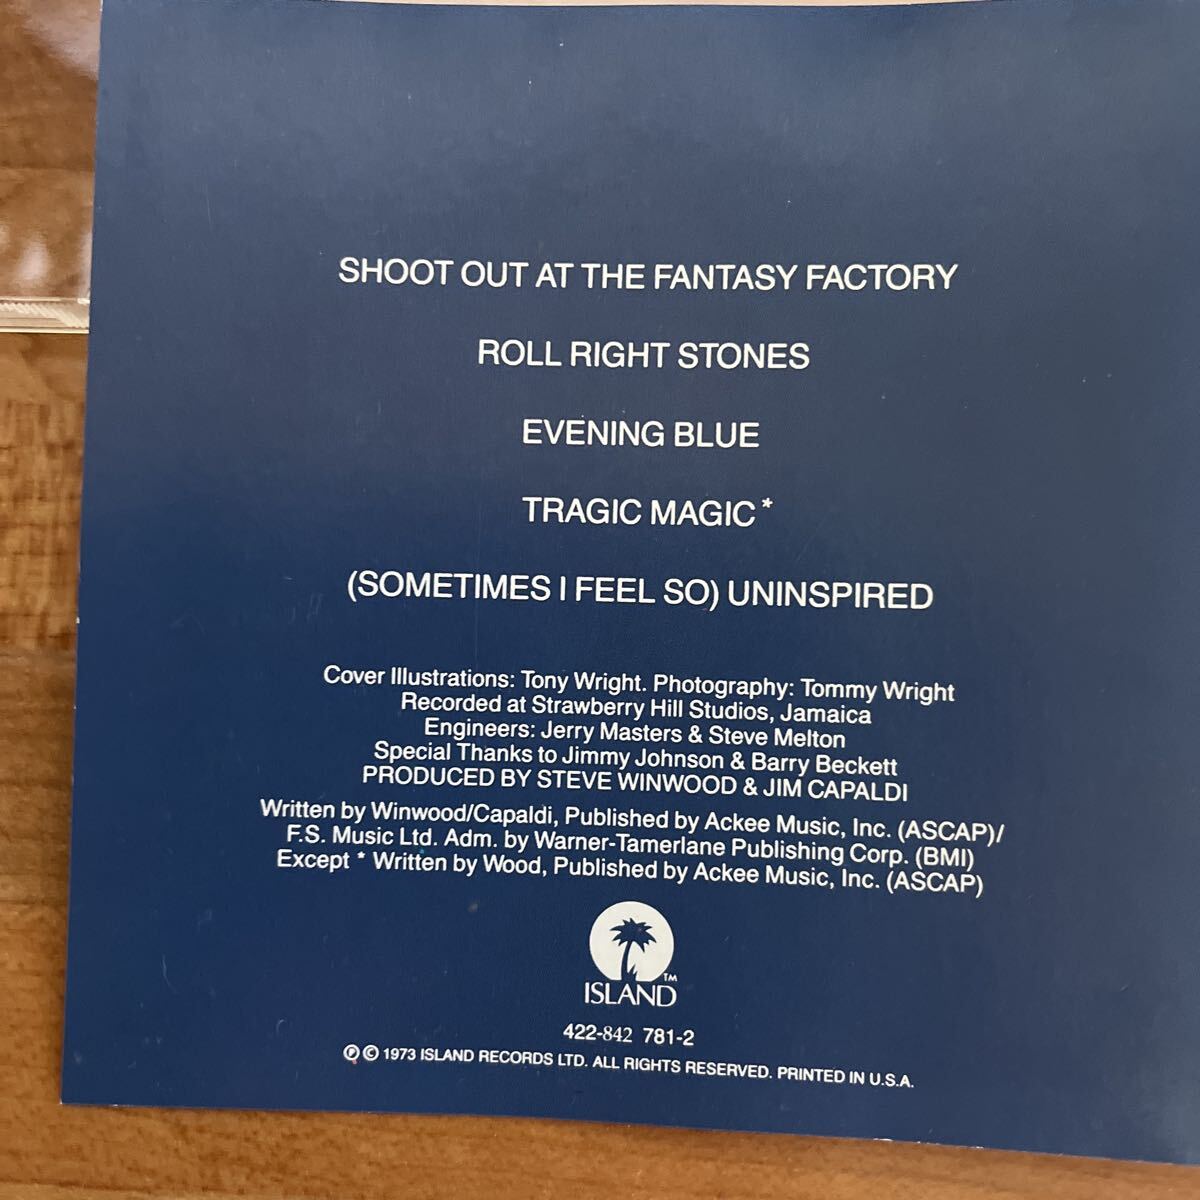 SHOOT OUT AT THE FANTASY FACTORY
ROLL RIGHT STONES
EVENING BLUE
TRAGIC MAGIC*
(SOMETIMES I FEEL SO) UNINSPIRED
Cover Illustrations: Tony Wright. Photography: Tommy Wright
Recorded at Strawberry Hill Studios, Jamaica
Engineers: Jerry Masters & Steve Melton
Special Thanks to Jimmy Johnson & Barry Beckett
PRODUCED BY STEVE WINWOOD & JIM CAPALDI
Written by Winwood/Capaldi, Published by Ackee Music, Inc. (ASCAP)/
F.S. Music Ltd. Adm. by Warner-Tamerlane Publishing Corp. (BMI)
Except * Written by Wood, Published by Ackee Music, Inc. (ASCAP)
ISLAND™
422-842 781-2
℗ © 1973 ISLAND RECORDS LTD. ALL RIGHTS RESERVED. PRINTED IN U.S.A.